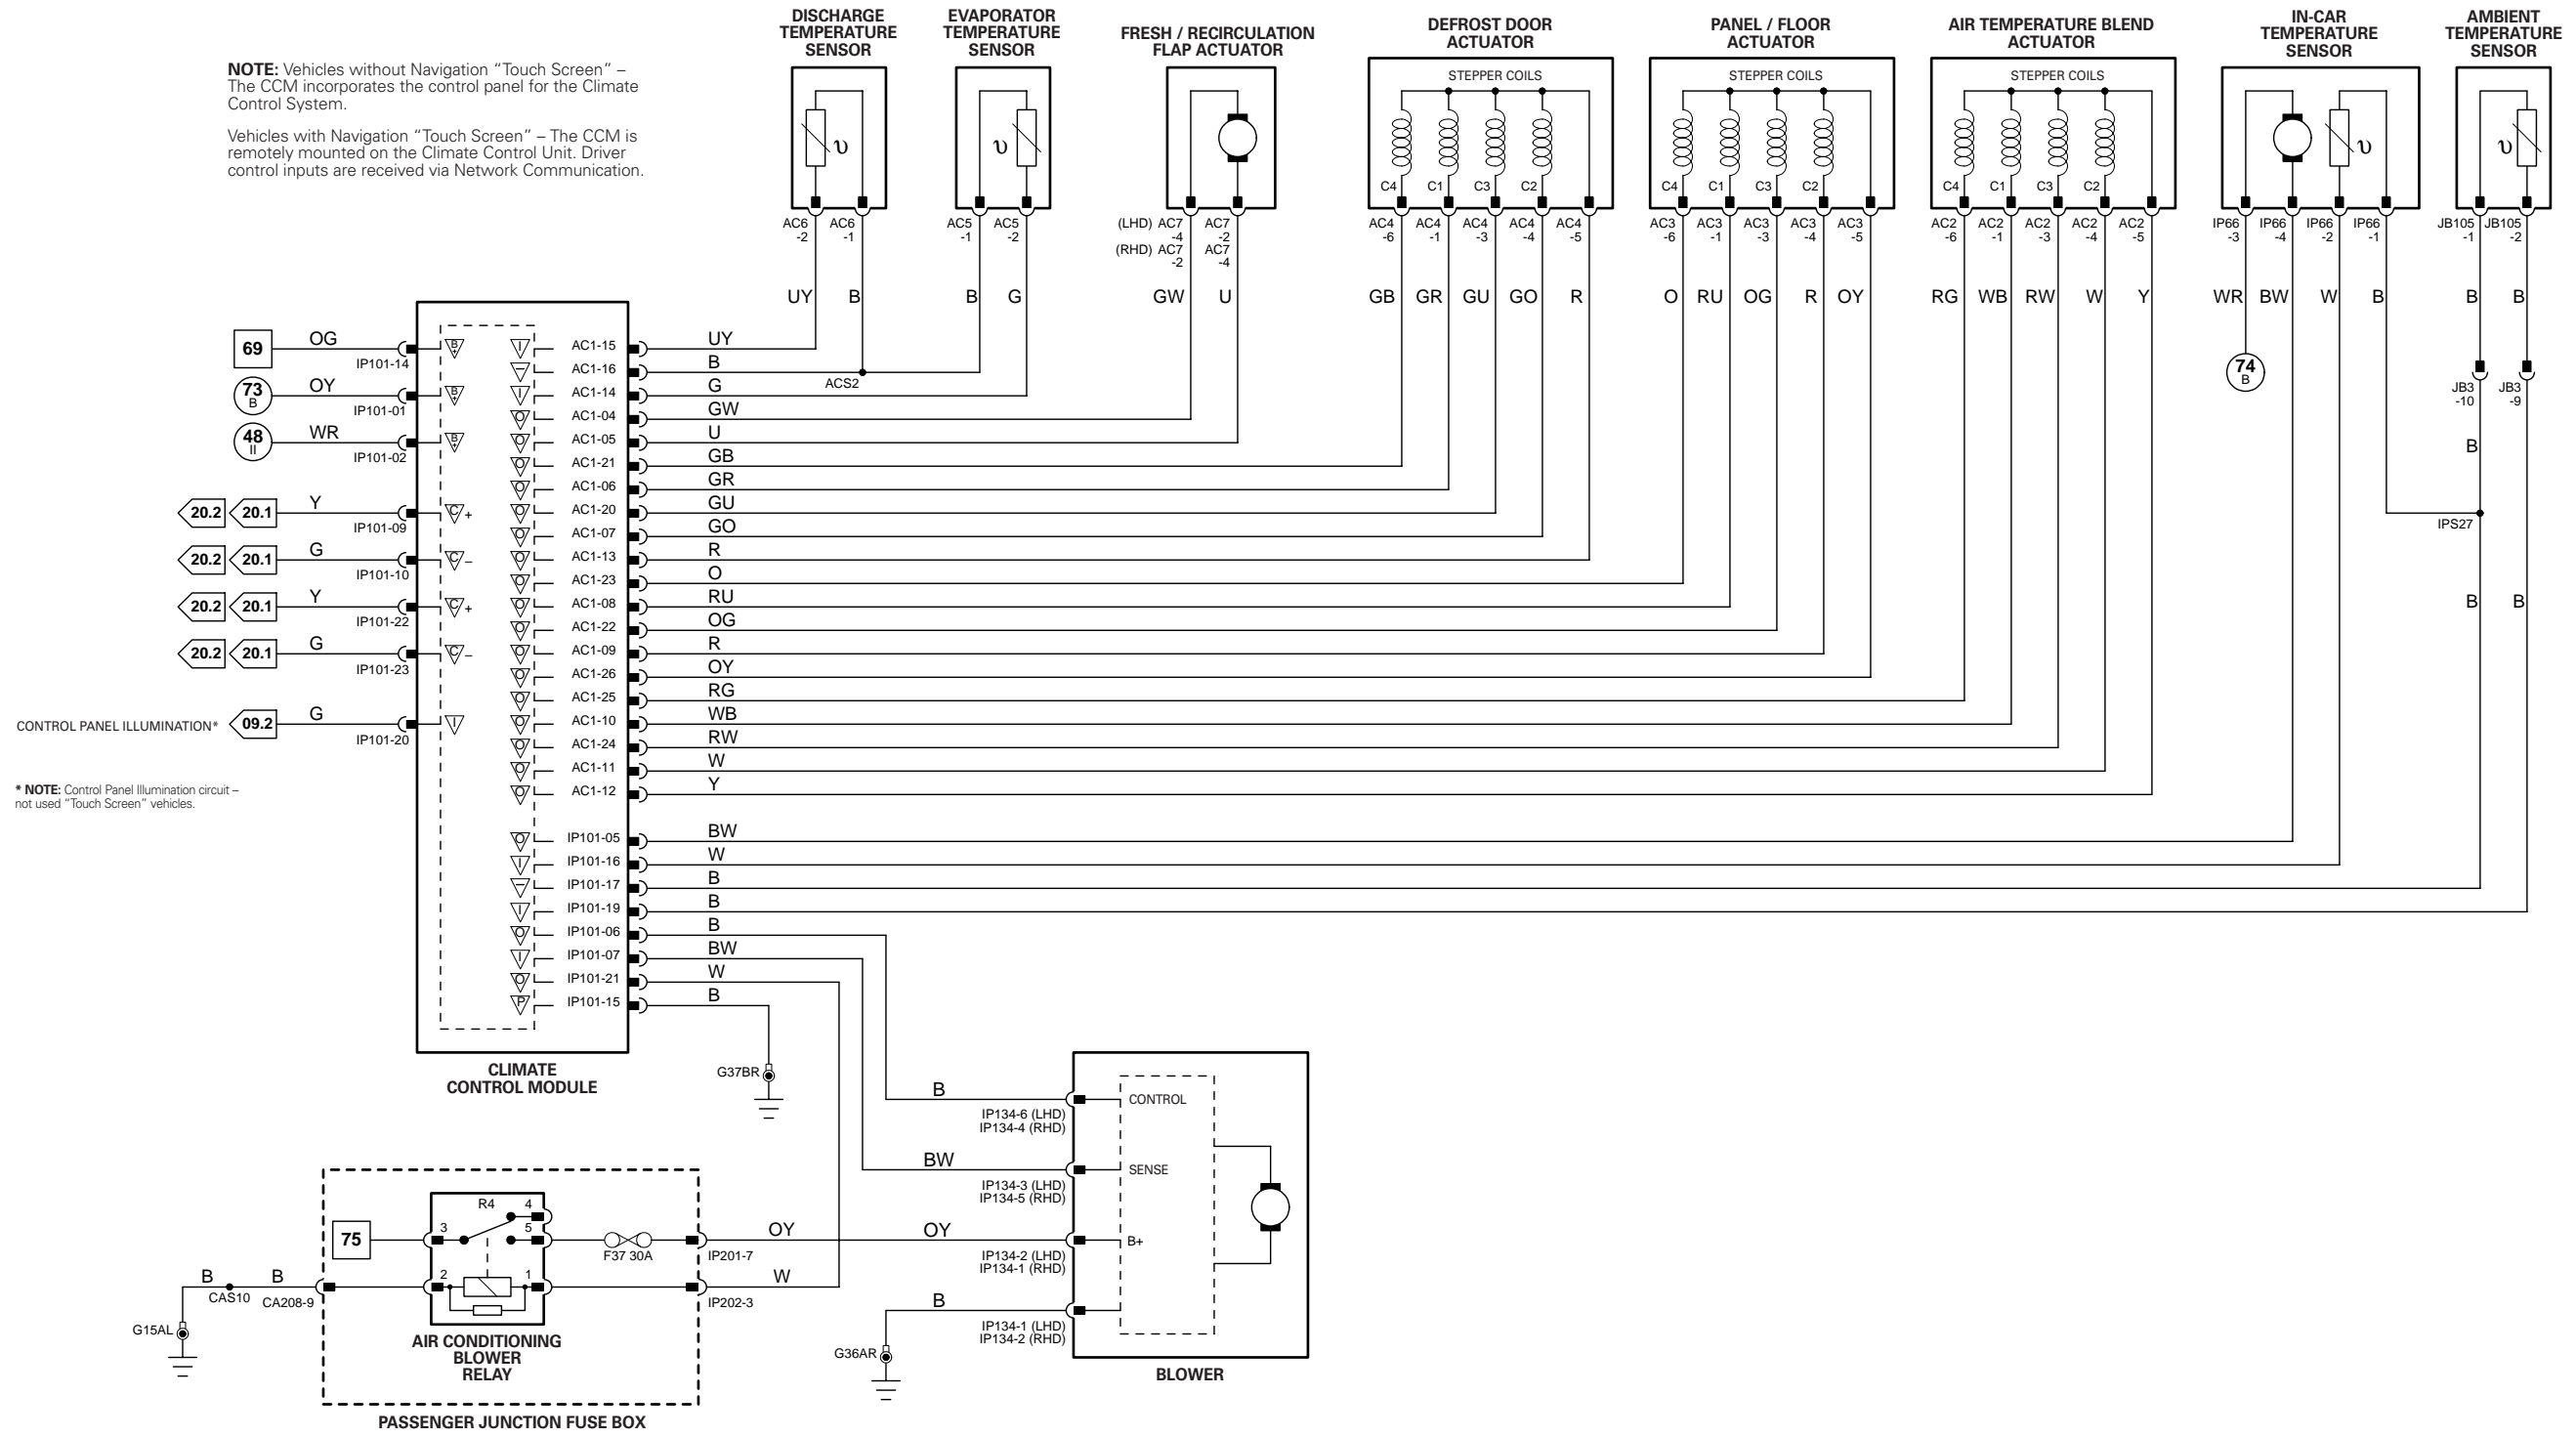 DISCHARGE
TEMPERATURE
SENSOR
EVAPORATOR
TEMPERATURE
SENSOR
FRESH / RECIRCULATION
FLAP ACTUATOR
DEFROST DOOR
ACTUATOR
PANEL / FLOOR
ACTUATOR
AIR TEMPERATURE BLEND
ACTUATOR
IN-CAR
TEMPERATURE
SENSOR
AMBIENT
TEMPERATURE
SENSOR
NOTE: Vehicles without Navigation “Touch Screen” –
The CCM incorporates the control panel for the Climate
Control System.
Vehicles with Navigation “Touch Screen” – The CCM is
remotely mounted on the Climate Control Unit. Driver
control inputs are received via Network Communication.
STEPPER COILS
STEPPER COILS
STEPPER COILS
υ υ υ υ
C4 C1 C3 C2
C4 C1 C3 C2
C4 C1 C3 C2
AC6 -2
AC6 -1
AC5 -1
AC5 -2
(LHD) AC7 -4
AC7 -2
(RHD) AC7 -2
AC7 -4
AC4 -6
AC4 -1
AC4 -3
AC4 -4
AC4 -5
AC3 -6
AC3 -1
AC3 -3
AC3 -4
AC3 -5
AC2 -6
AC2 -1
AC2 -3
AC2 -4
AC2 -5
IP66 -3
IP66 -4
IP66 -2
IP66 -1
JB105 -1
JB105 -2
UY B B G GW U GB GR GU GO R O RU OG R OY RG WB RW W Y WR BW W B B B
74 B
JB3 -10
JB3 -9
B
IPS27
B B
69 OG IP101-14 B+
73 B OY IP101-01 B+
48 II WR IP101-02 B+
20.2 20.1 Y IP101-09 C +
20.2 20.1 G IP101-10 C –
20.2 20.1 Y IP101-22 C +
20.2 20.1 G IP101-23 C –
CONTROL PANEL ILLUMINATION* 09.2 G IP101-20 I
* NOTE: Control Panel Illumination circuit –
not used “Touch Screen” vehicles.
I AC1-15 UY
– AC1-16 B
ACS2
I AC1-14 G
O AC1-04 GW
O AC1-05 U
O AC1-21 GB
O AC1-06 GR
O AC1-20 GU
O AC1-07 GO
O AC1-13 R
O AC1-23 O
O AC1-08 RU
O AC1-22 OG
O AC1-09 R
O AC1-26 OY
O AC1-25 RG
O AC1-10 WB
O AC1-24 RW
O AC1-11 W
O AC1-12 Y
O IP101-05 BW
I IP101-16 W
– IP101-17 B
I IP101-19 B
O IP101-06 B
I IP101-07 BW
O IP101-21 W
P IP101-15 B
CLIMATE
CONTROL MODULE
G37BR
B
IP134-6 (LHD)
IP134-4 (RHD)
CONTROL
BW
IP134-3 (LHD)
IP134-5 (RHD)
SENSE
OY OY
IP134-2 (LHD)
IP134-1 (RHD)
B+
B
IP134-1 (LHD)
IP134-2 (RHD)
G36AR
BLOWER
R4 4
75 3 5
F37 30A
IP201-7
2 1
W
IP202-3
B B
CAS10
CA208-9
G15AL
AIR CONDITIONING
BLOWER
RELAY
PASSENGER JUNCTION FUSE BOX